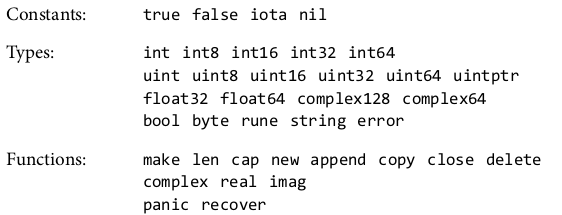 Constants: true false iota nil
Types: int int8 int16 int32 int64
uint uint8 uint16 uint32 uint64 uintptr
float32 float64 complex128 complex64
bool byte rune string error
Functions: make len cap new append copy close delete
complex real imag
panic recover